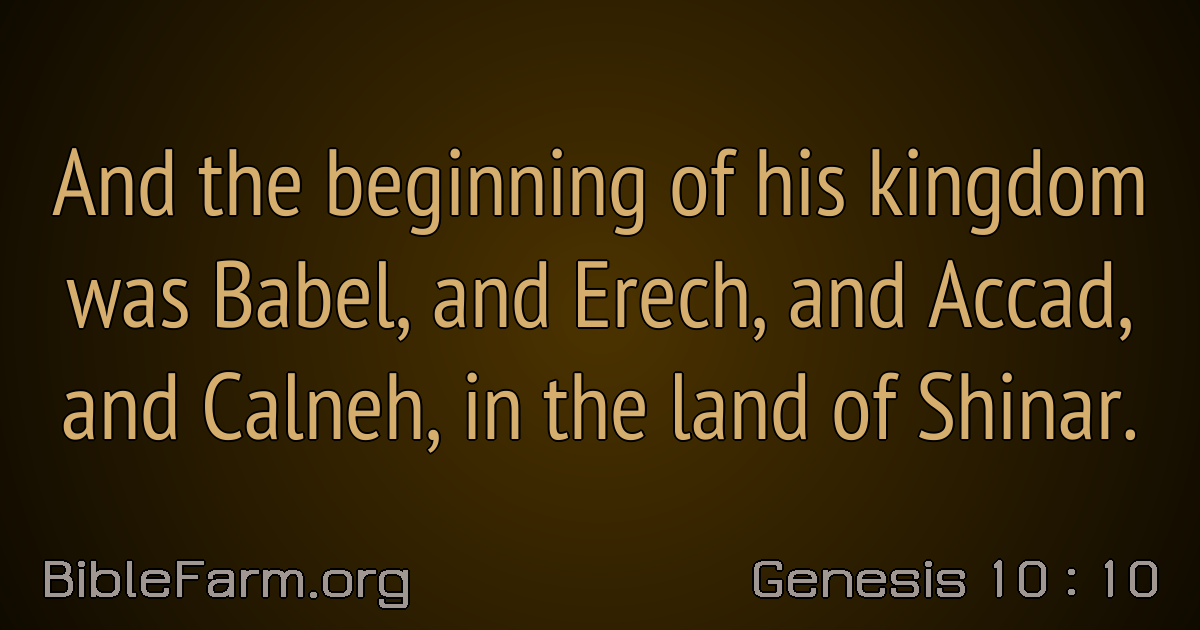 And the beginning of his kingdom
was Babel, and Erech, and Accad,
and Calneh, in the land of Shinar.
BibleFarm.org
Genesis 10 : 10